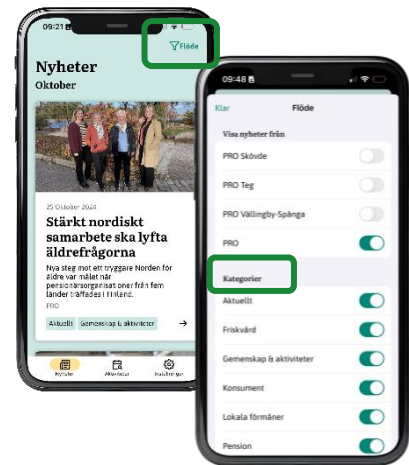 09:21
Flöde
Nyheter
Oktober
25 Oktober 2024
Stärkt nordiskt
samarbete ska lyfta
äldrefrågorna
Nya steg mot ett tryggare Norden för
äldre var målet när
pensionärsorganisationer från fem
länder träffades i Finland.
PRO
Aktuellt Gemenskap & aktiviteter
Nyheter Aktiviteter Inställningar
09:48
Klar Flöde
Visa nyheter från
PRO Skövde
PRO Teg
PRO Vällingby-Spånga
PRO
Kategorier
Aktuellt
Friskvård
Gemenskap & aktiviteter
Konsument
Lokala förmåner
Pension